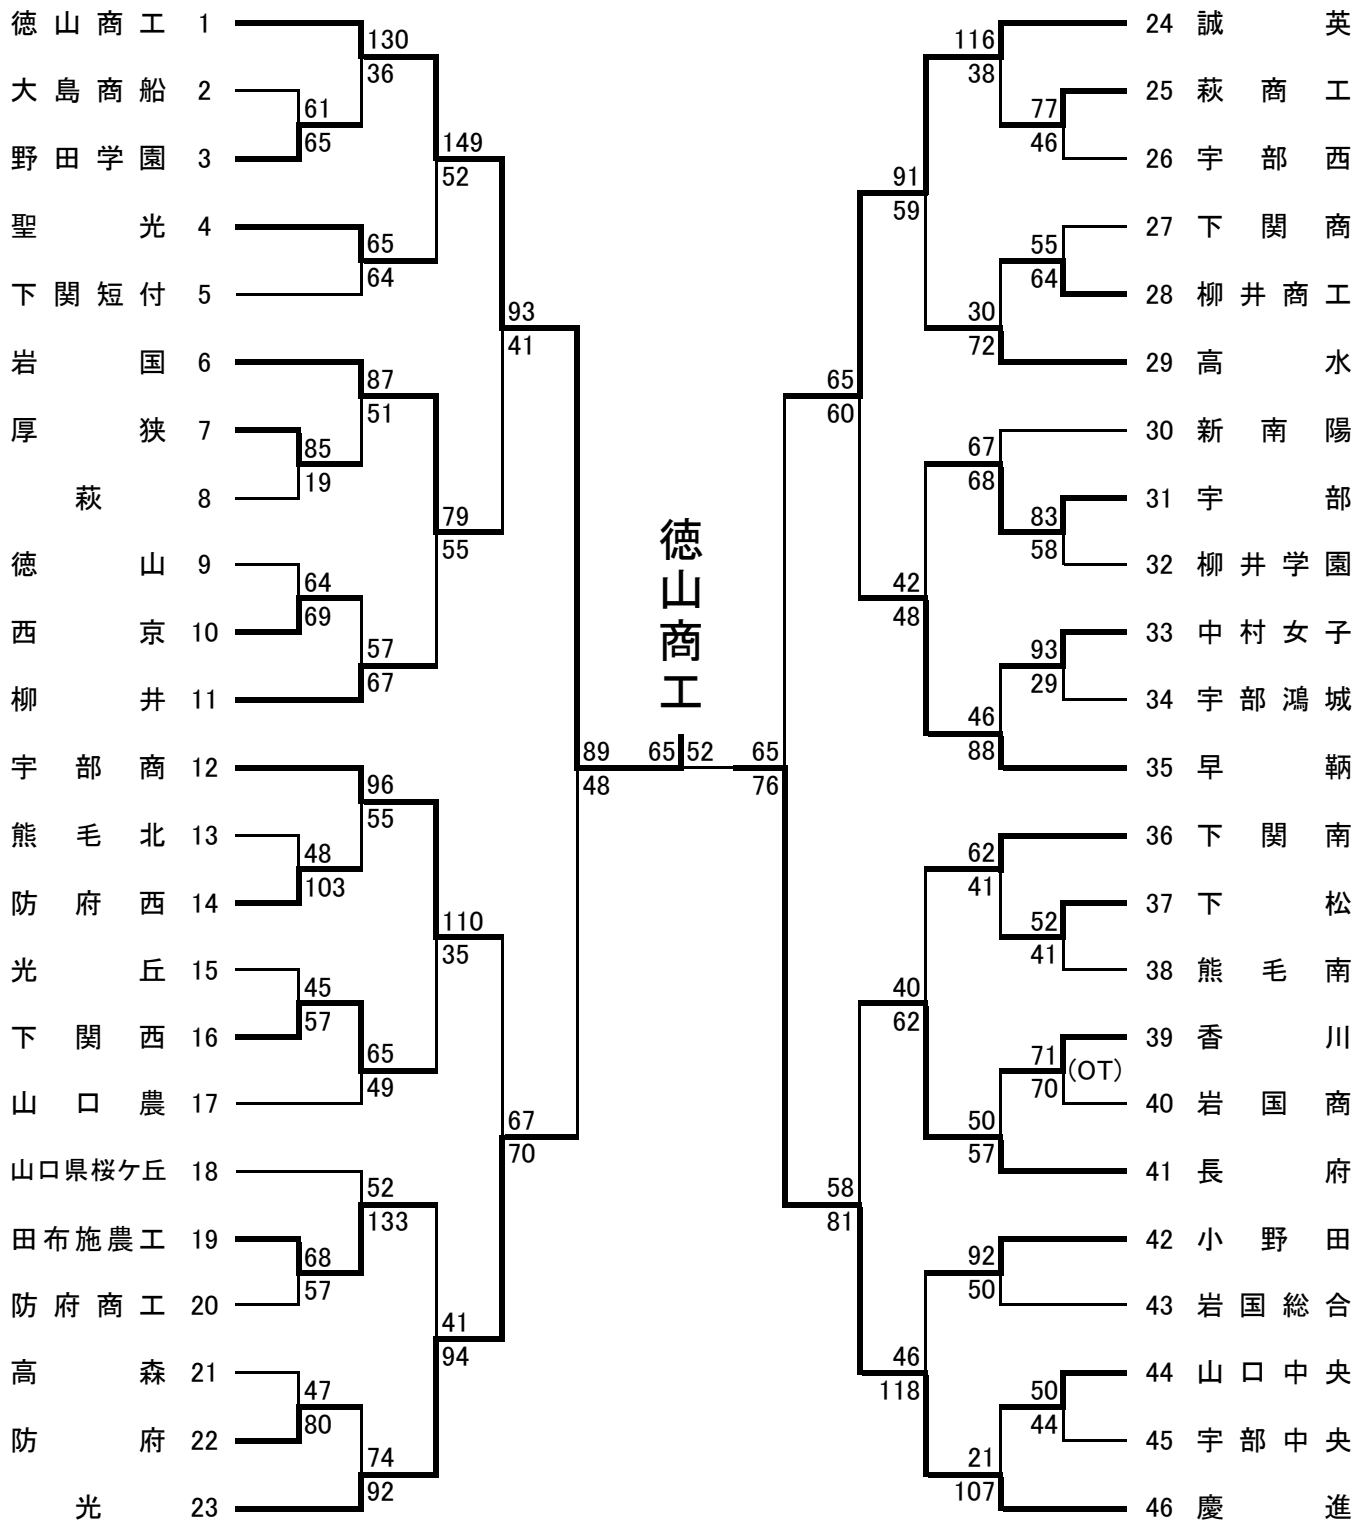 徳山商工 1
130
36
大島商船 2
61
65
野田学園 3
149
52
聖光 4
65
64
下関短付 5
93
41
岩国 6
87
51
厚狭 7
85
19
萩 8
79
55
徳山 9
64
69
西京 10
57
67
柳井 11
89
48
宇部商 12
96
55
熊毛北 13
48
103
防府西 14
110
35
光丘 15
45
57
下関西 16
65
49
山口農 17
67
70
山口県桜ケ丘 18
52
133
田布施農工 19
68
57
防府商工 20
41
94
高森 21
47
80
防府 22
74
92
光 23
徳山商工
65 52
24 誠英
116
38
25 萩商工
77
46
26 宇部西
91
59
27 下関商
55
64
28 柳井商工
30
72
29 高水
65
60
30 新南陽
67
68
31 宇部
83
58
32 柳井学園
42
48
33 中村女子
93
29
34 宇部鴻城
46
88
35 早鞆
65
76
36 下関南
62
41
37 下松
52
41
38 熊毛南
40
62
39 香川
71
(OT)
70
40 岩国商
50
57
41 長府
58
81
42 小野田
92
50
43 岩国総合
46
118
44 山口中央
50
44
45 宇部中央
21
107
46 慶進